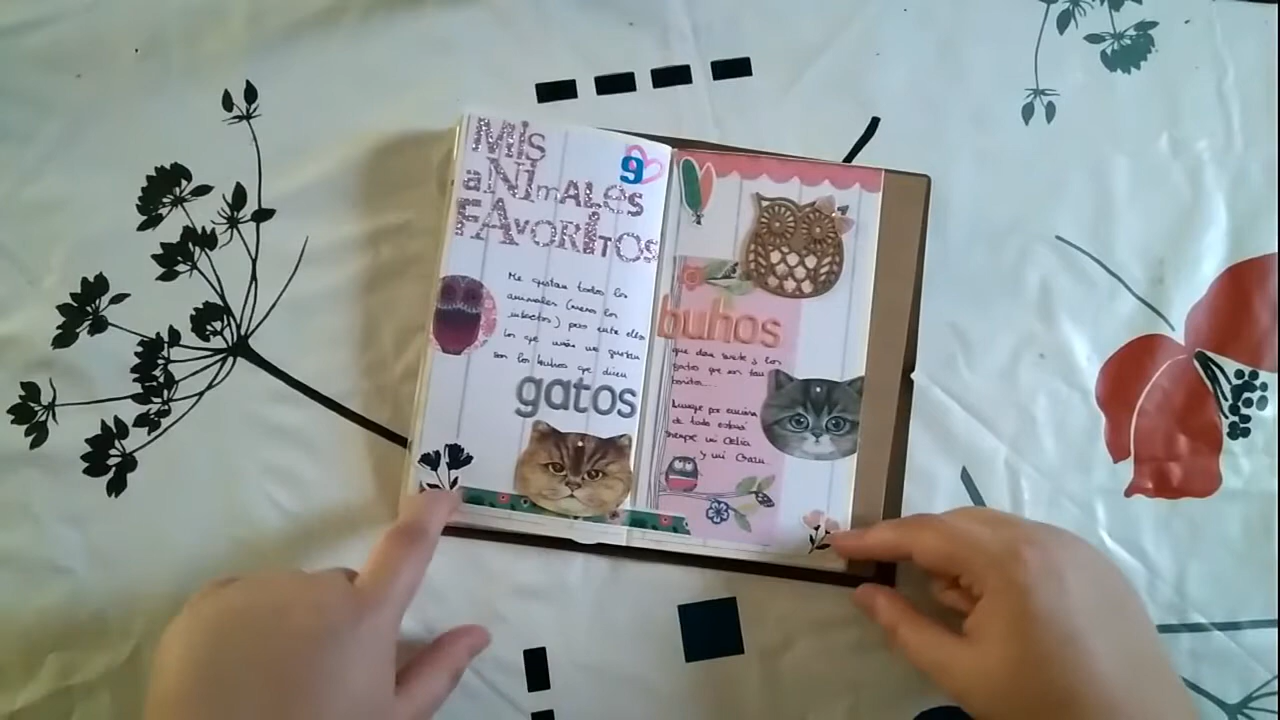 Mis
9
aNimALes
FAvORiTOS
Me gustan todos los
animales (menos los
insectos) pero entre ellos
los que más me gustan
son los buhos que dicen
gatos
buhos
que dan suerte y los
gatos que son tan
bonitos...
Aunque por encima
de todo estará
siempre mi Celia
y mi